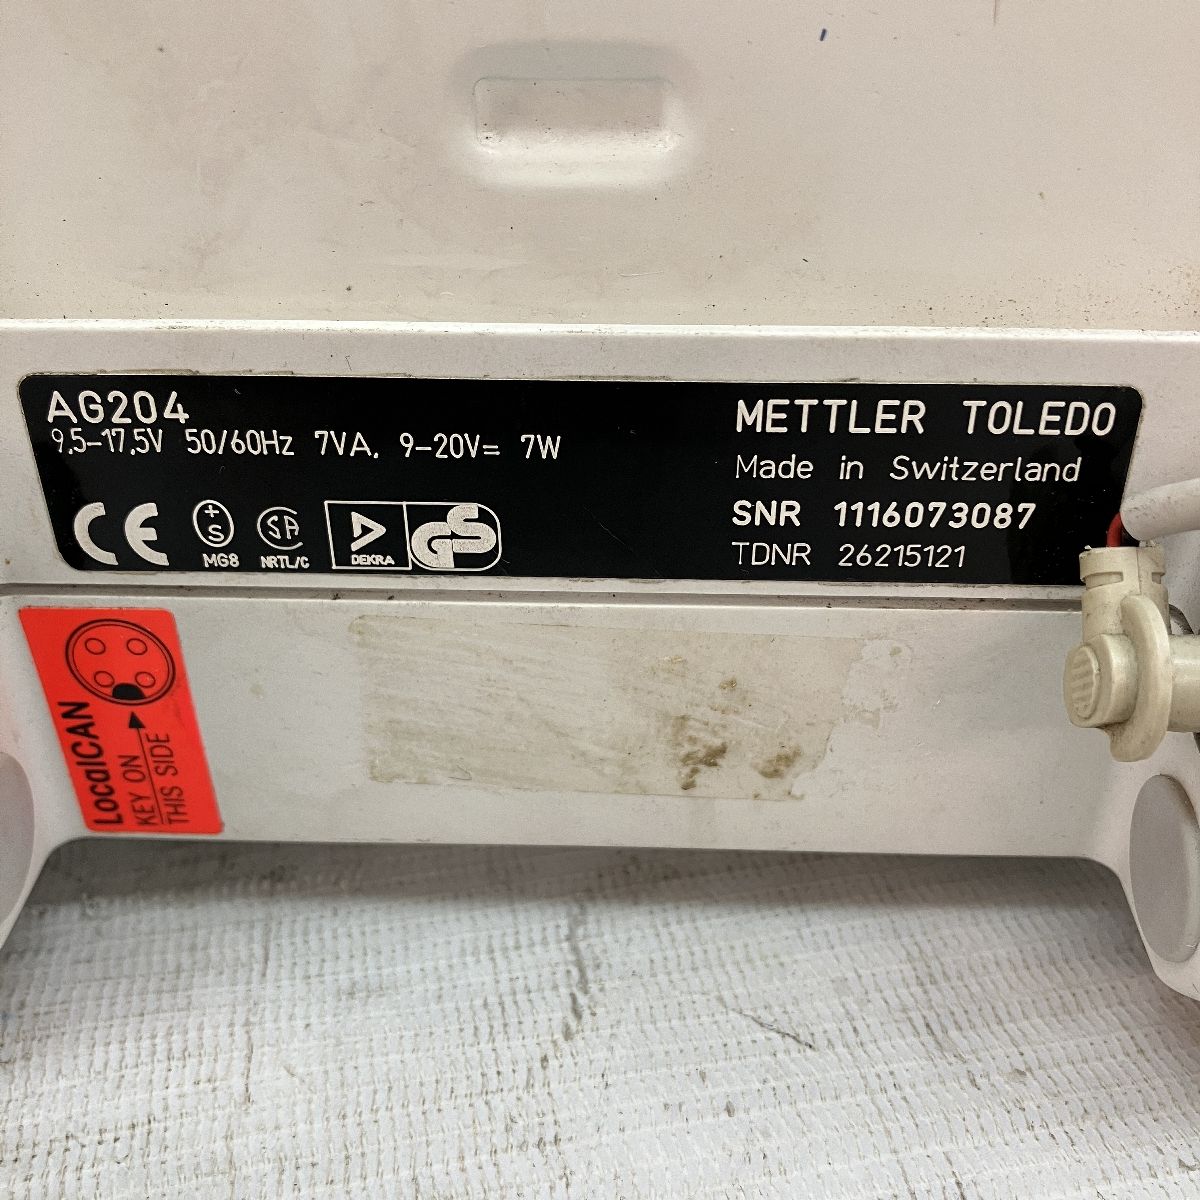 AG204
9,5-17,5V 50/60Hz 7VA, 9-20V= 7W
CE
+S
MG8
SA
NRTL/C
DEKRA
GS
METTLER TOLEDO
Made in Switzerland
SNR 1116073087
TDNR 26215121
LocalCAN
KEY ON
THIS SIDE